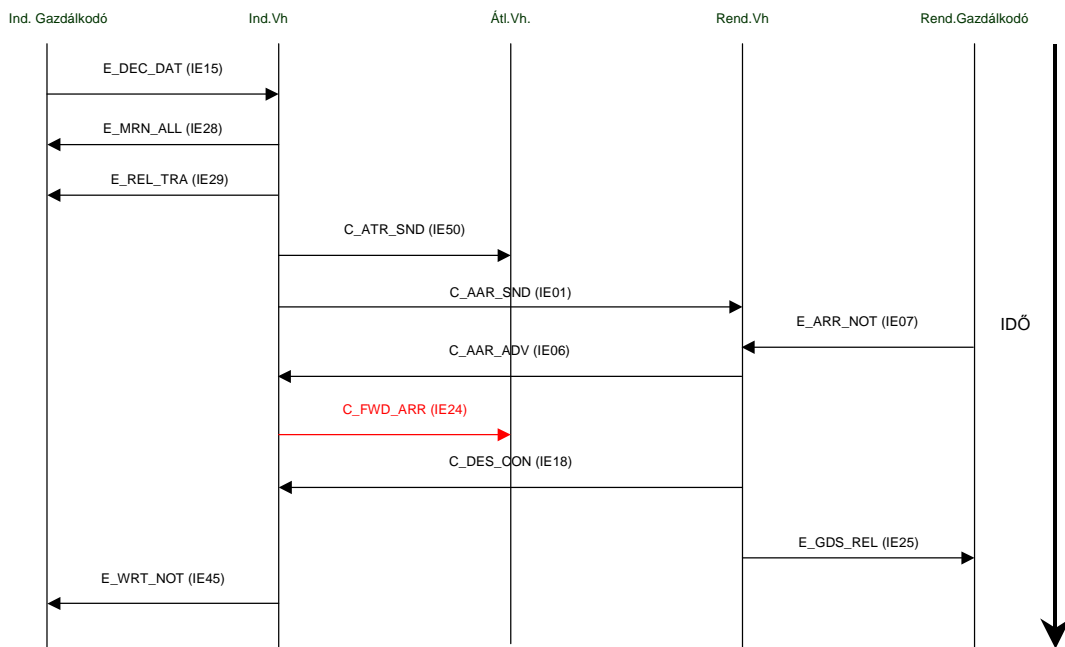 Ind. Gazdálkodó
Ind.Vh
Átl.Vh.
Rend.Vh
Rend.Gazdálkodó
E_DEC_DAT (IE15)
E_MRN_ALL (IE28)
E_REL_TRA (IE29)
C_ATR_SND (IE50)
C_AAR_SND (IE01)
E_ARR_NOT (IE07)
IDŐ
C_AAR_ADV (IE06)
C_FWD_ARR (IE24)
C_DES_CON (IE18)
E_GDS_REL (IE25)
E_WRT_NOT (IE45)